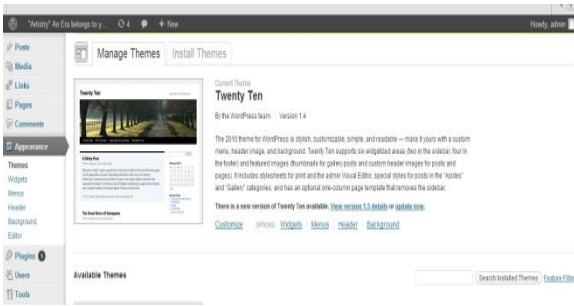 "Artistry" An Era belongs to y... 4 + New Howdy, admin
Posts
Media
Links
Pages
Comments
Appearance
Themes
Widgets
Menus
Header
Background
Editor
Plugins
Users
Tools
Manage Themes Install Themes
Twenty Ten
Current Theme
Twenty Ten
By the WordPress team | Version 1.4
The 2010 theme for WordPress is stylish, customizable, simple, and readable — make it yours with a custom
menu, header image, and background. Twenty Ten supports six widgetized areas (two in the sidebar, four in
the footer) and featured images (thumbnails for gallery posts and custom header images for posts and
pages). It includes stylesheets for print and the admin Visual Editor, special styles for posts in the "Asides"
and "Gallery" categories, and has an optional one-column page template that removes the sidebar.
There is a new version of Twenty Ten available. View version 1.5 details or update now.
Customize OPTIONS: Widgets Menus Header Background
Available Themes
Search Installed Themes Feature Filter